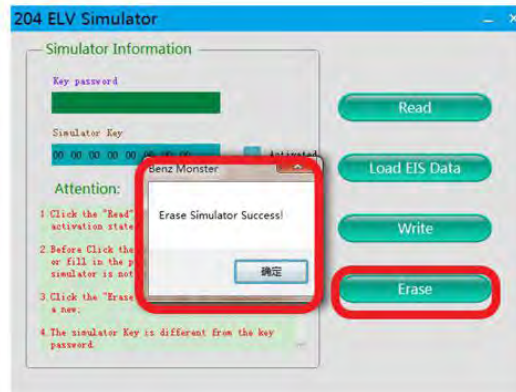 204 ELV Simulator
Simulator Information
Key password
Simulator Key
00 00 00 00 00 00 00 00
Activated
Read
Load EIS Data
Write
Erase
Benz Monster
Erase Simulator Success!
确定
Attention:
1.Click the "Read"
activation state
2.Before Click the
or fill in the p
simulator is not
3.Click the "Erase
a new.
4.The simulator Key is different from the key
password.